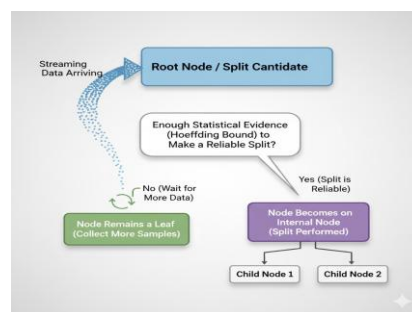 Streaming
Data Arriving
Root Node / Split Cantidate
Enough Statistical Evidence
(Hoeffding Bound) to
Make a Reliable Split?
No (Wait for
More Data)
Yes (Split is
Reliable)
Node Remains a Leaf
(Collect More Samples)
Node Becomes on
Internal Node
(Split Performed)
Child Node 1
Child Node 2